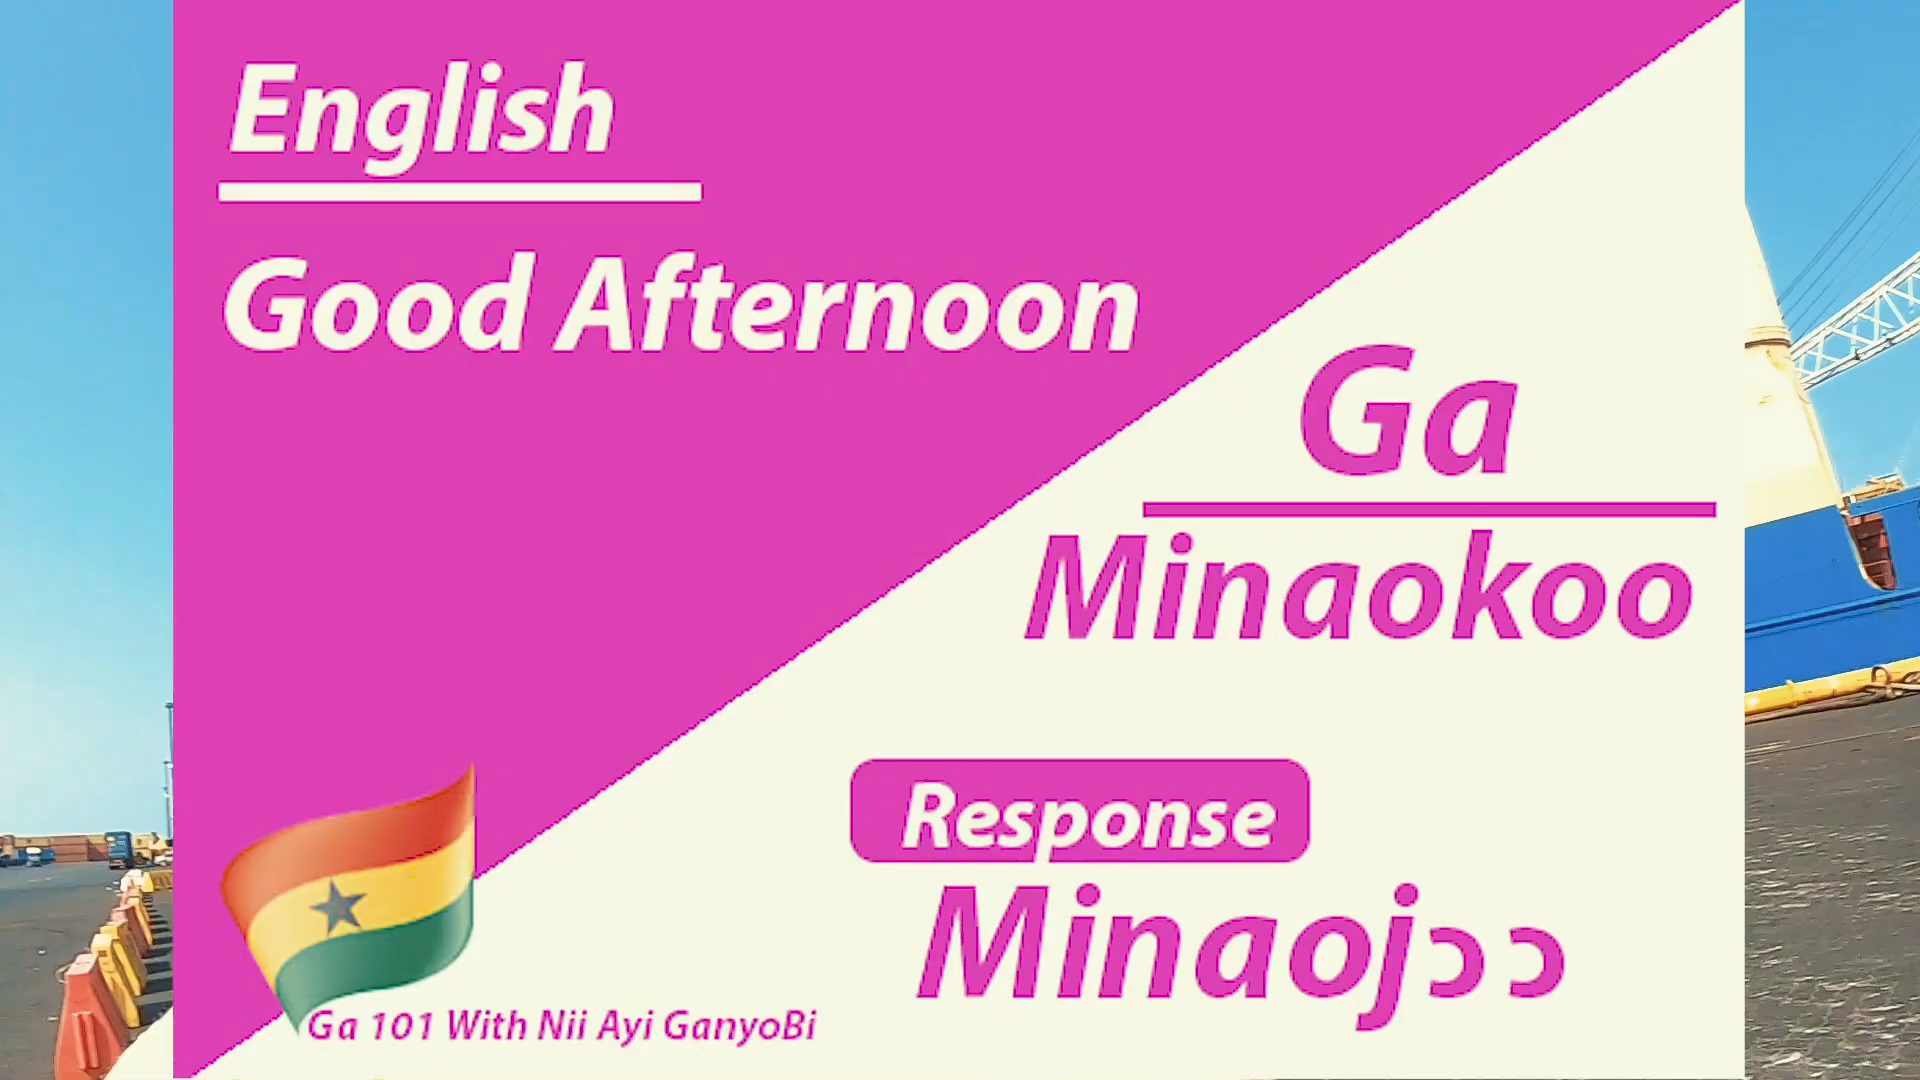 English
Good Afternoon
Ga
Minaokoo
Response
Minaojɔɔ
Ga 101 With Nii Ayi GanyoBi